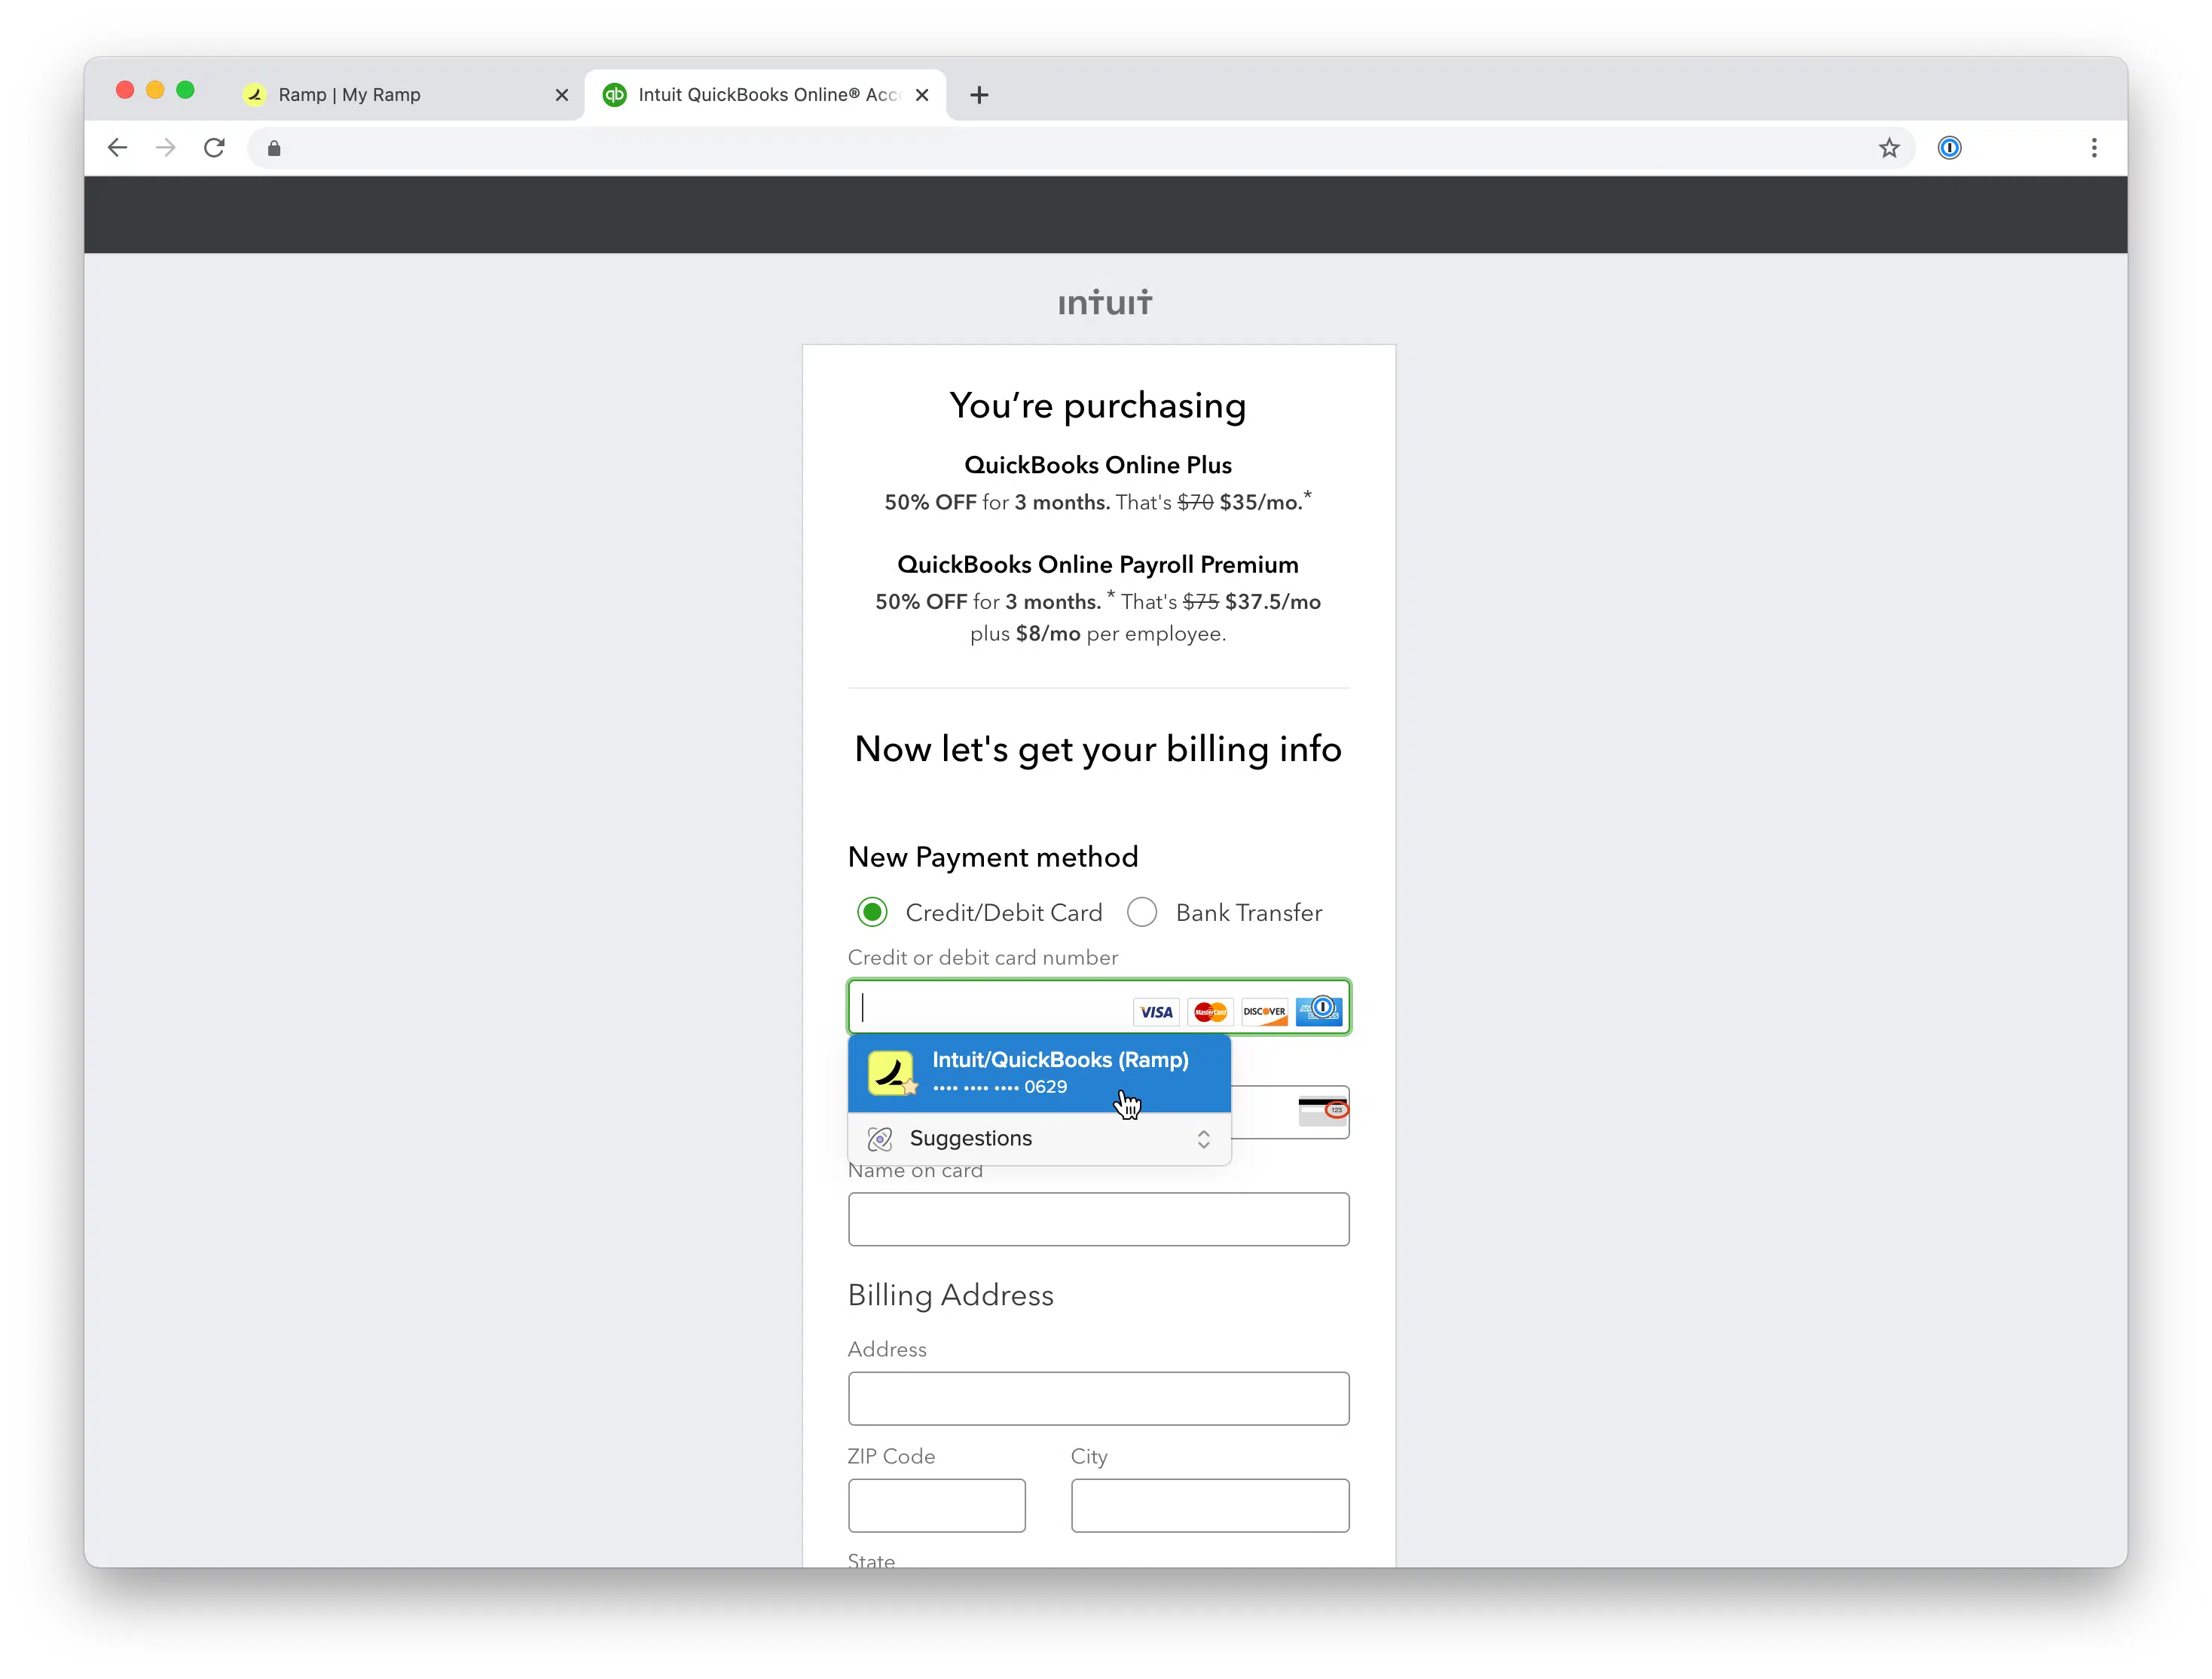 Ramp | My Ramp
Intuit QuickBooks Online® Acc
ıntuıt
You’re purchasing
QuickBooks Online Plus
50% OFF for 3 months. That's $70 $35/mo.*
QuickBooks Online Payroll Premium
50% OFF for 3 months. * That's $75 $37.5/mo
plus $8/mo per employee.
Now let's get your billing info
New Payment method
Credit/Debit Card
Bank Transfer
Credit or debit card number
VISA MasterCard DISCOVER
Intuit/QuickBooks (Ramp)
•••• •••• •••• 0629
123
Suggestions
Name on card
Billing Address
Address
ZIP Code
City
State